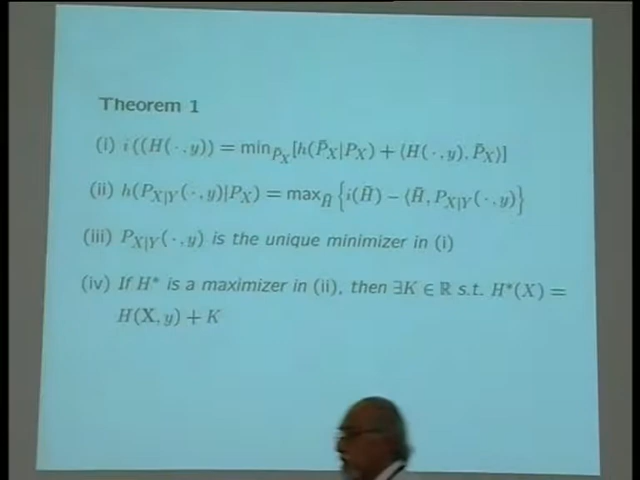 Theorem 1
(i) i((H(·,y)) = min_{P̃_X}[h(P̃_X|P_X) + ⟨H(·,y), P̃_X⟩]
(ii) h(P_{X|Y}(·,y)|P_X) = max_{H̃} {i(H̃) − ⟨H̃, P_{X|Y}(·,y)}
(iii) P_{X|Y}(·,y) is the unique minimizer in (i)
(iv) If H* is a maximizer in (ii), then ∃K ∈ ℝ s.t. H*(X) =
H(X,y) + K